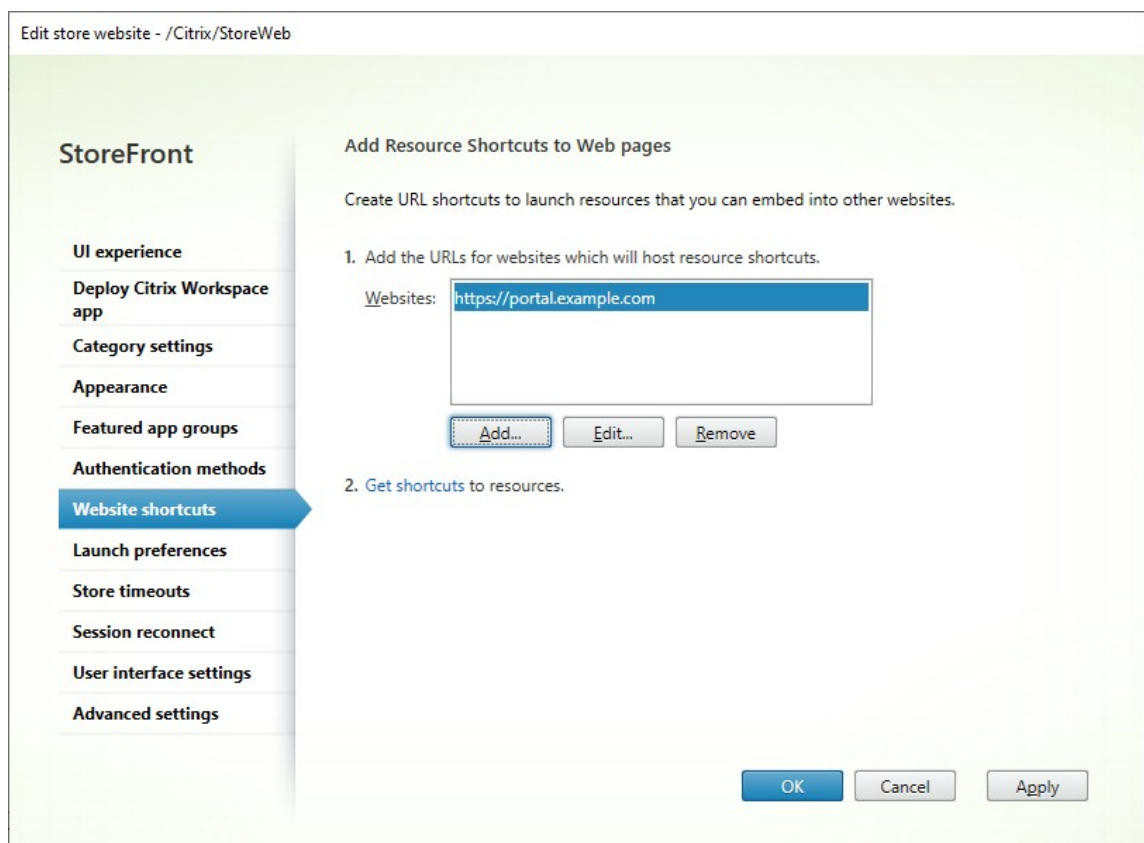 Edit store website - /Citrix/StoreWeb
StoreFront
UI experience
Deploy Citrix Workspace
app
Category settings
Appearance
Featured app groups
Authentication methods
Website shortcuts
Launch preferences
Store timeouts
Session reconnect
User interface settings
Advanced settings
Add Resource Shortcuts to Web pages
Create URL shortcuts to launch resources that you can embed into other websites.
1. Add the URLs for websites which will host resource shortcuts.
Websites: https://portal.example.com
Add... Edit... Remove
2. Get shortcuts to resources.
OK Cancel Apply